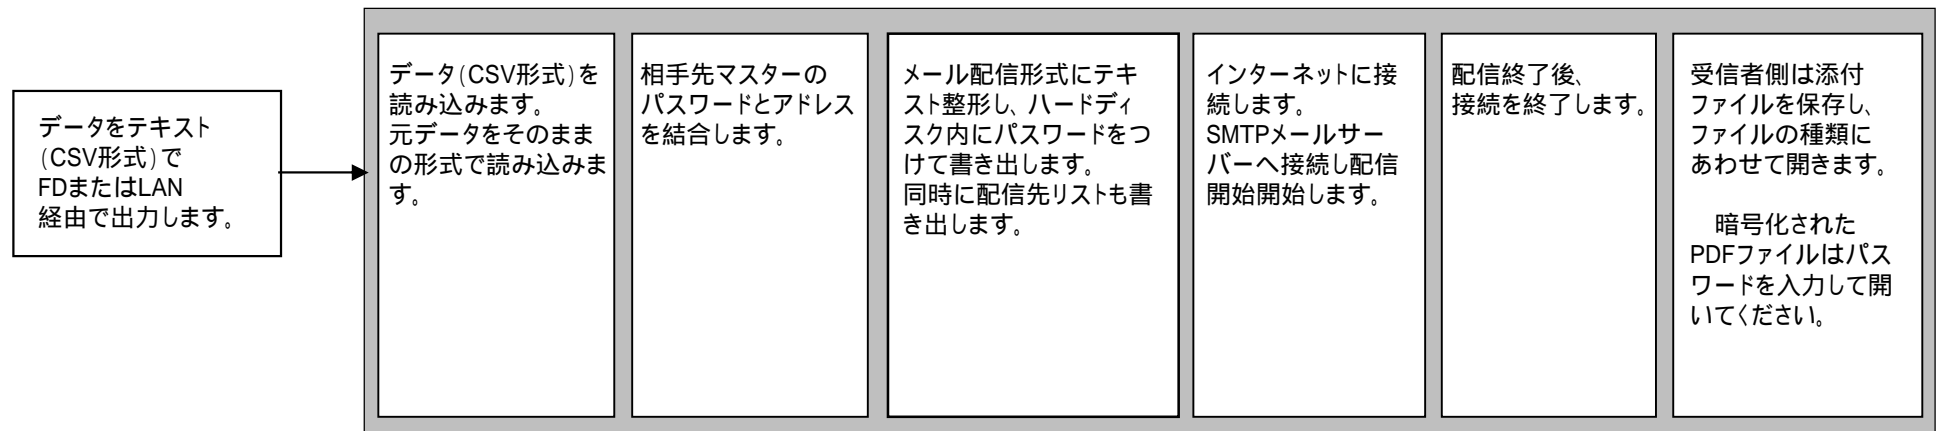 データをテキスト
(CSV形式)で
FDまたはLAN
経由で出力します。
データ(CSV形式)を
読み込みます。
元データをそのまま
の形式で読み込みま
す。
相手先マスターの
パスワードとアドレス
を結合します。
メール配信形式にテキ
スト整形し、ハードディ
スク内にパスワードをつ
けて書き出します。
同時に配信先リストも書
き出します。
インターネットに接
続します。
SMTPメールサー
バーへ接続し配信
開始開始します。
配信終了後、
接続を終了します。
受信者側は添付
ファイルを保存し、
ファイルの種類に
あわせて開きます。
暗号化された
PDFファイルはパス
ワードを入力して開
いてください。